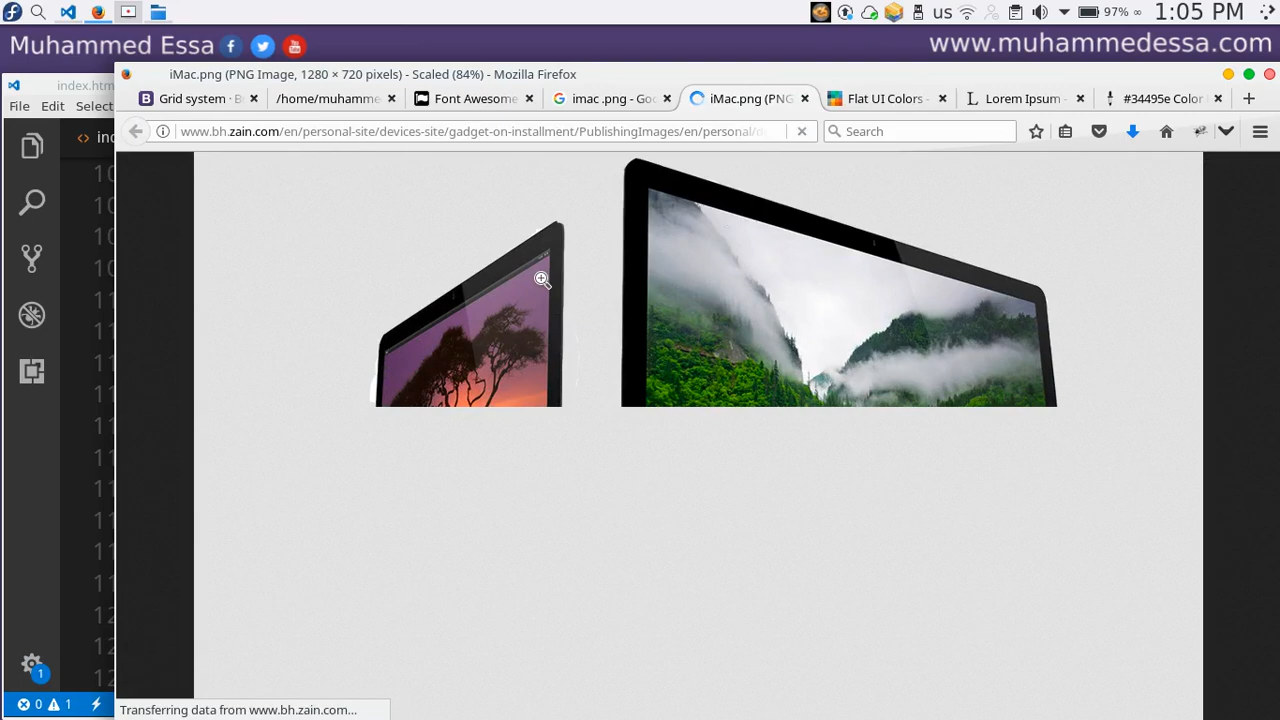 us
97% ∞
1:05 PM
Muhammed Essa
www.muhammedessa.com
index.htm
iMac.png (PNG Image, 1280 × 720 pixels) - Scaled (84%) - Mozilla Firefox
File Edit Select
Grid system · B
/home/muhamme
Font Awesome
imac .png - Goo
iMac.png (PNG
Flat UI Colors -
Lorem Ipsum -
#34495e Color
www.bh.zain.com/en/personal-site/devices-site/gadget-on-installment/PublishingImages/en/personal/d
Search
1
0 1
Transferring data from www.bh.zain.com...